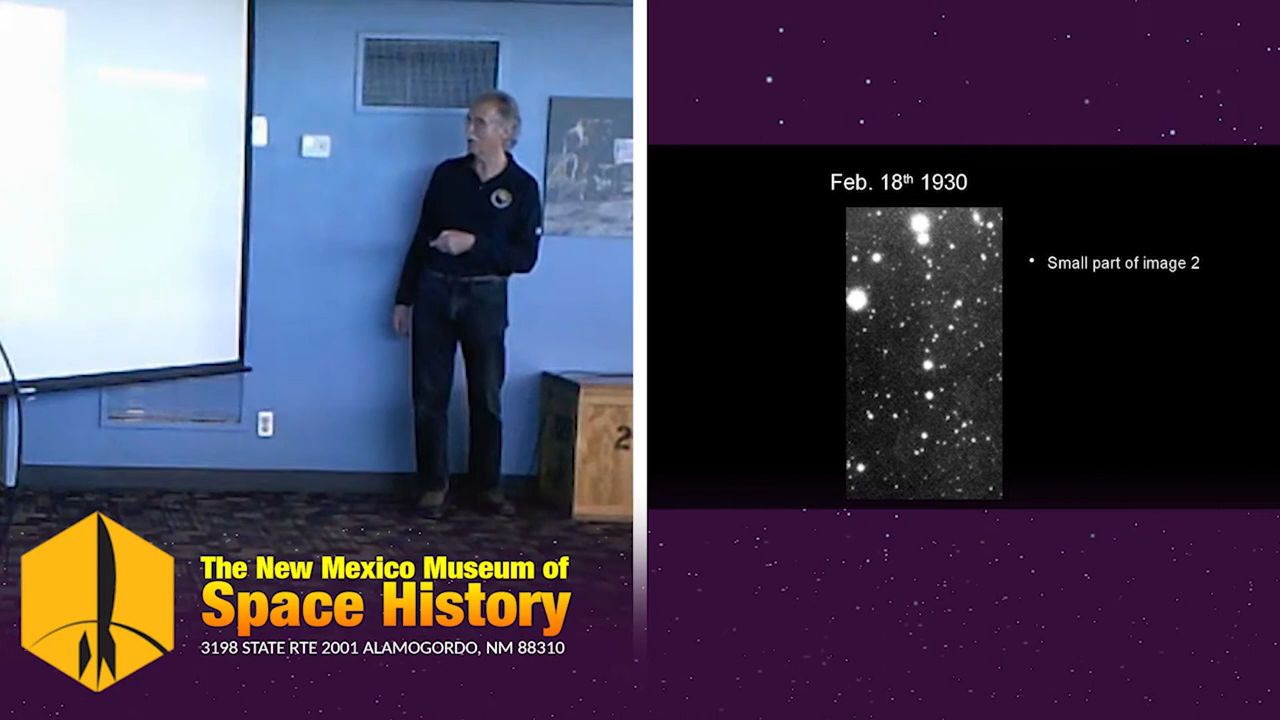 Feb. 18th 1930
• Small part of image 2
2
The New Mexico Museum of
Space History
3198 STATE RTE 2001 ALAMOGORDO, NM 88310